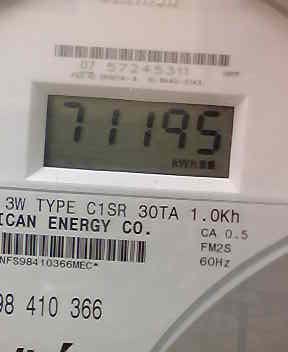 07 57245311
71195
KWH
3W TYPE C1SR 30TA 1.0Kh
ICAN ENERGY CO.
CA 0.5
FM2S
NFS98410366MEC*
60Hz
98 410 366